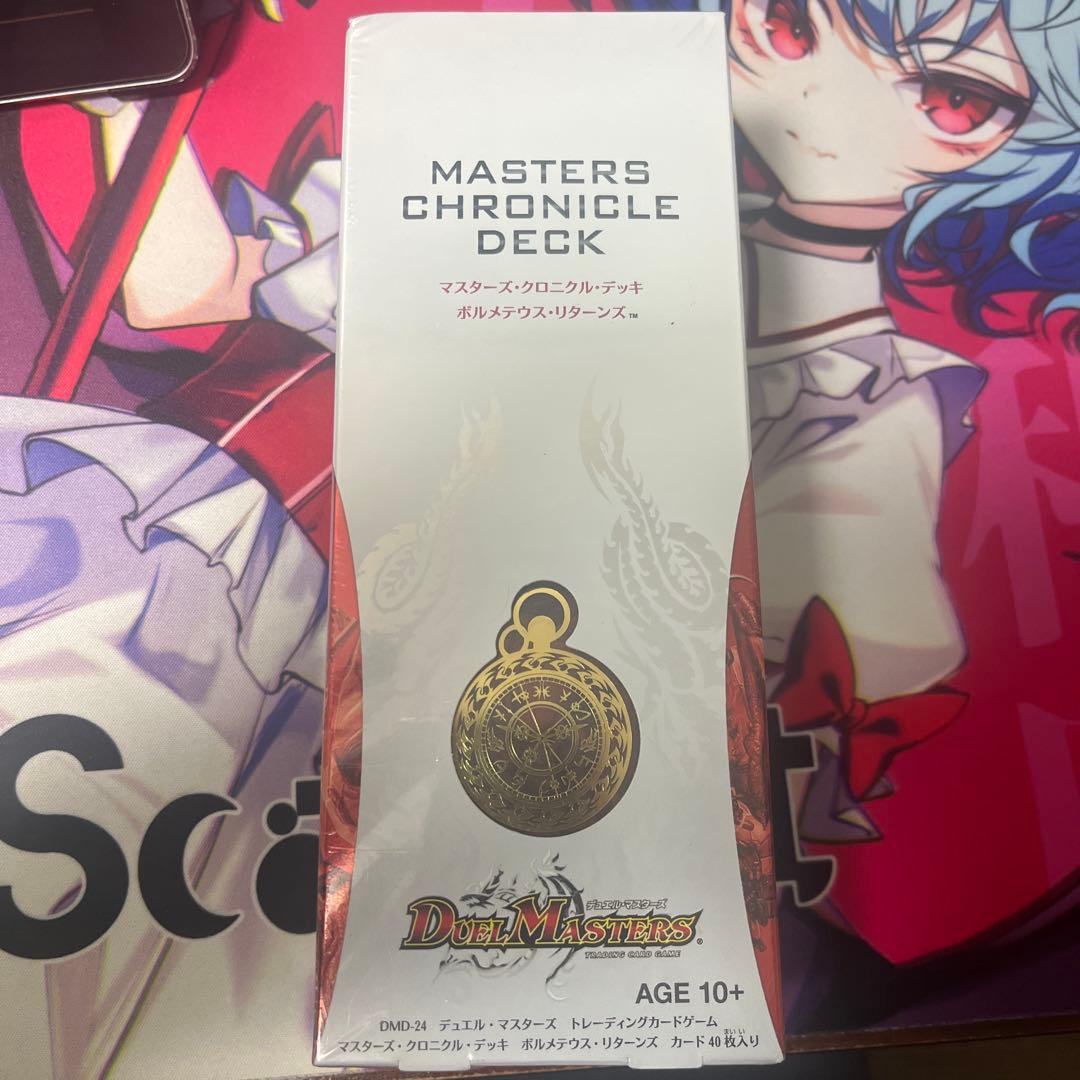 MASTERS
CHRONICLE
DECK
マスターズ・クロニクル・デッキ
ボルメテウス・リターンズ™
デュエル・マスターズ
DUEL MASTERS®
TRADING CARD GAME
AGE 10+
DMD-24 デュエル・マスターズ トレーディングカードゲーム
まい い
マスターズ・クロニクル・デッキ ボルメテウス・リターンズ カード40枚入り